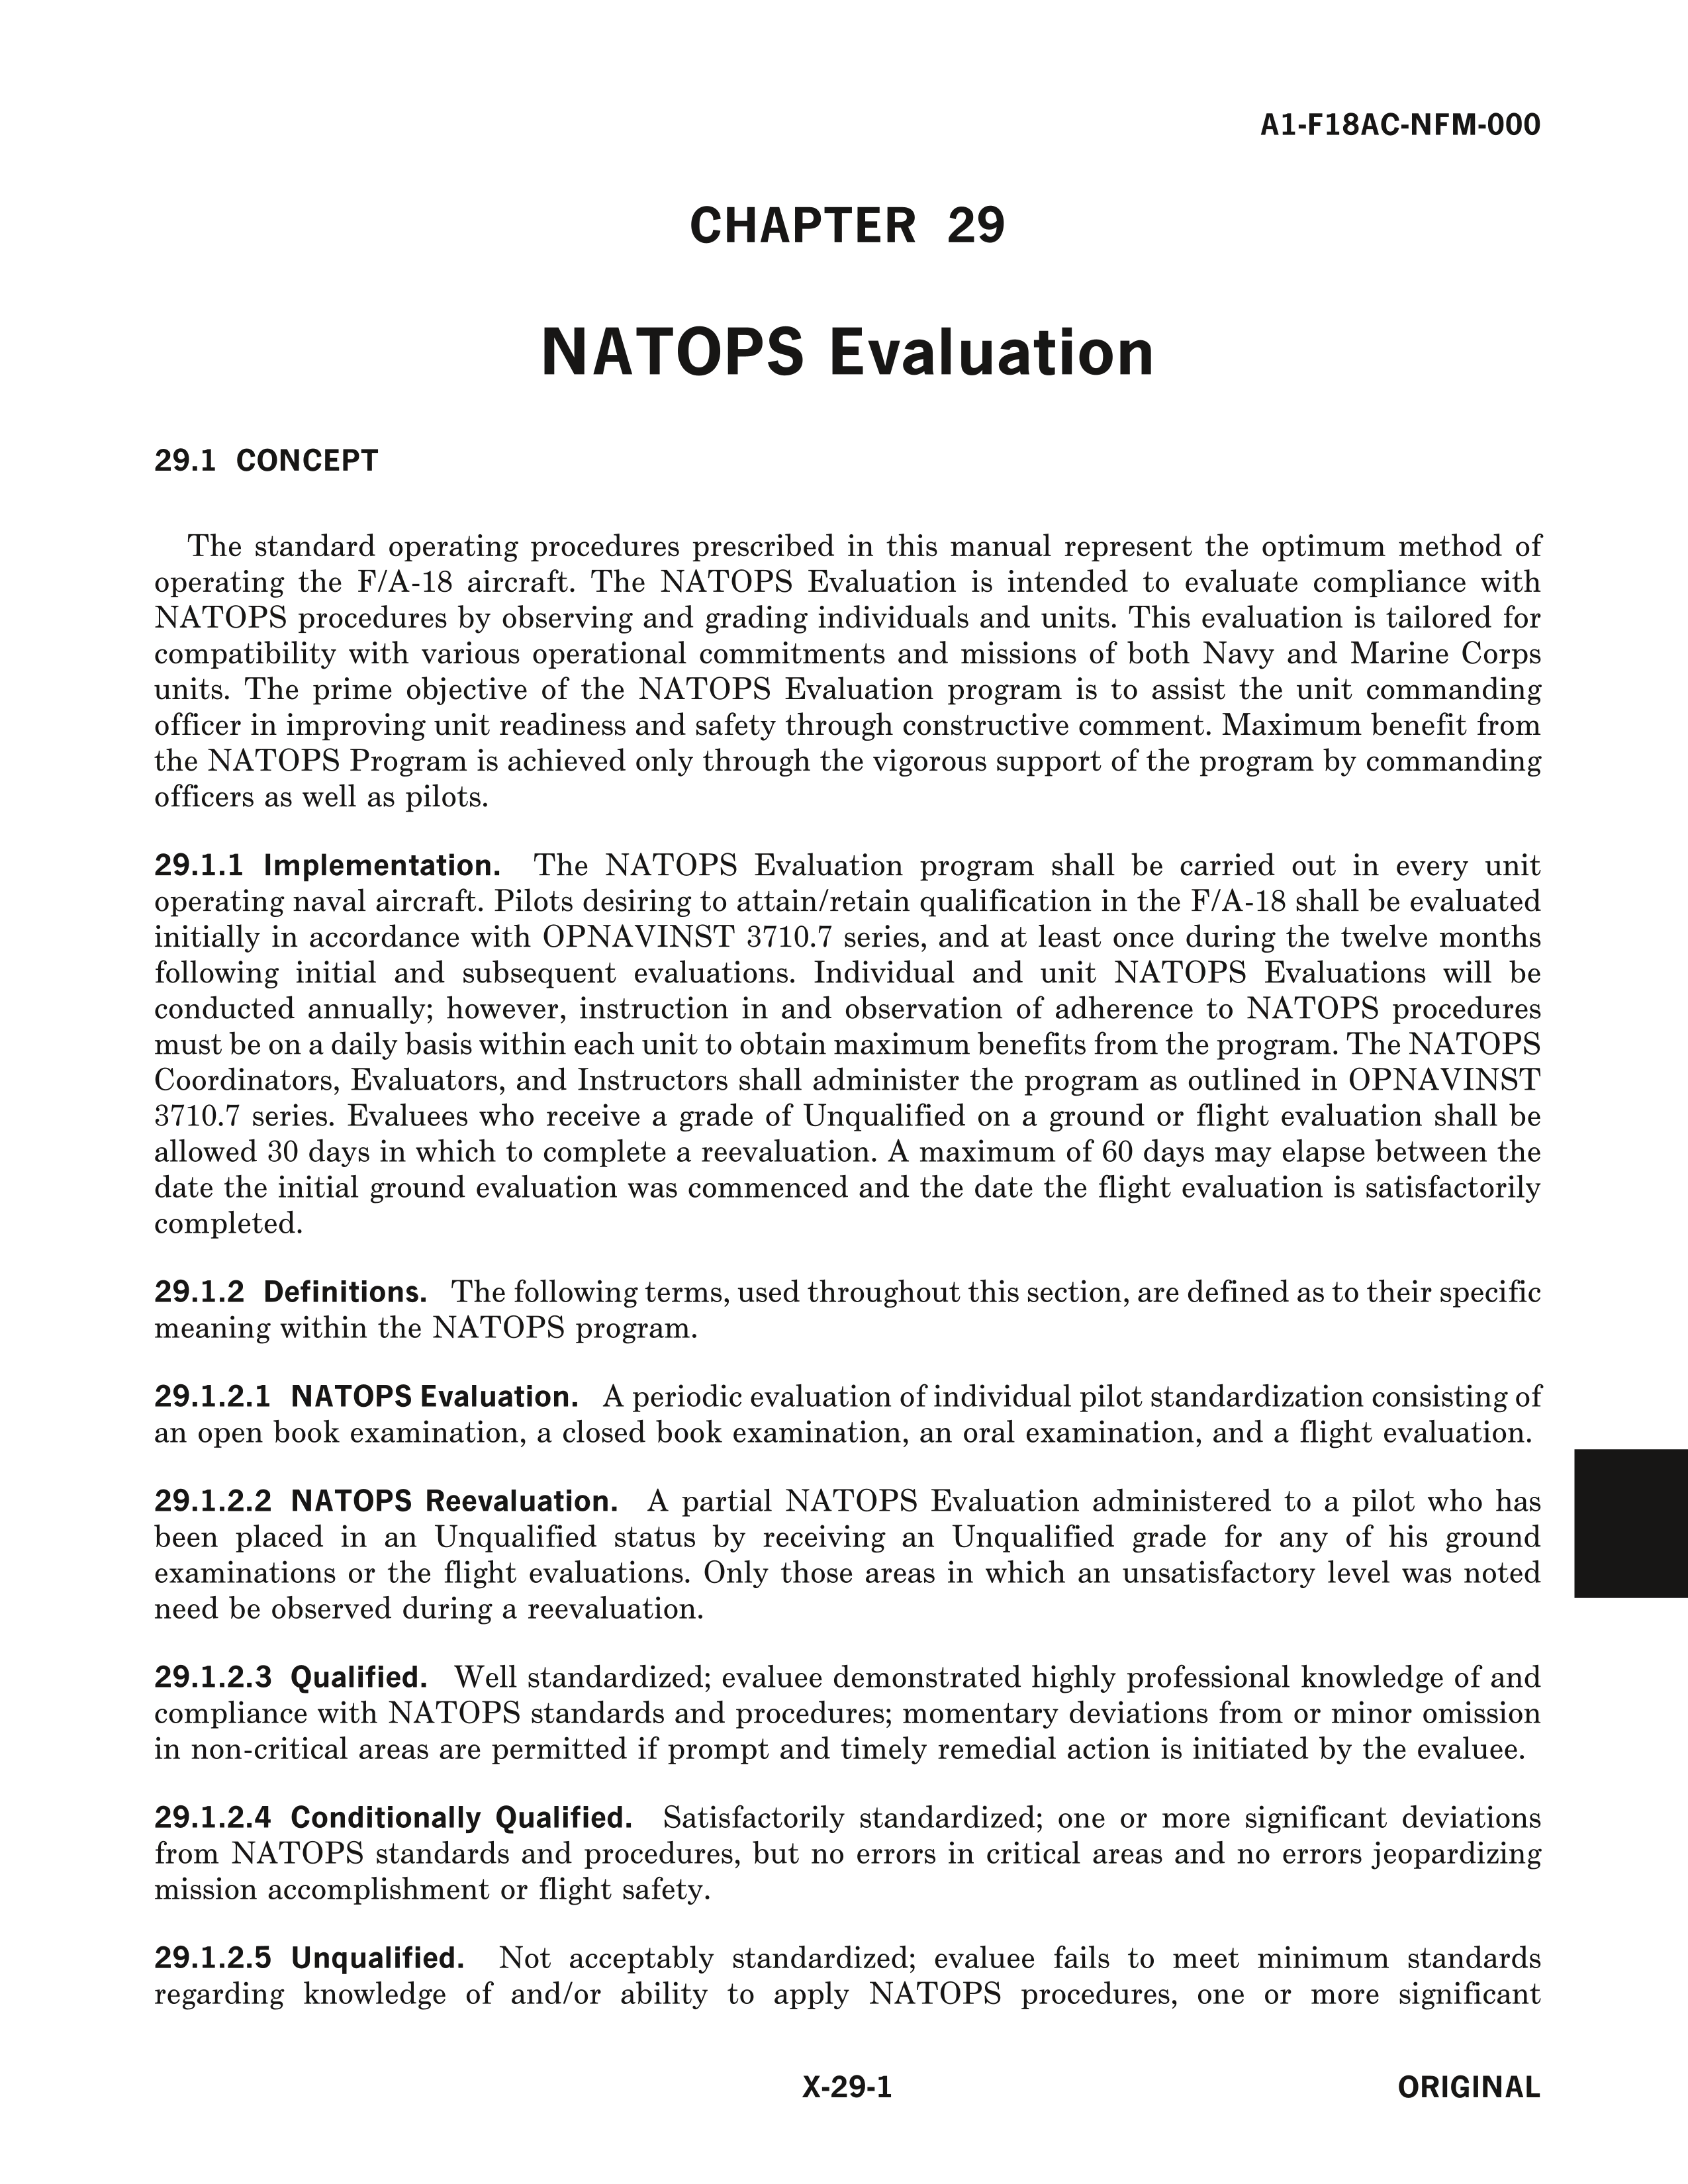 A1-F18AC-NFM-000
CHAPTER 29
NATOPS Evaluation
29.1 CONCEPT
The standard operating procedures prescribed in this manual represent the optimum method of
operating the F/A-18 aircraft. The NATOPS Evaluation is intended to evaluate compliance with
NATOPS procedures by observing and grading individuals and units. This evaluation is tailored for
compatibility with various operational commitments and missions of both Navy and Marine Corps
units. The prime objective of the NATOPS Evaluation program is to assist the unit commanding
officer in improving unit readiness and safety through constructive comment. Maximum benefit from
the NATOPS Program is achieved only through the vigorous support of the program by commanding
officers as well as pilots.
29.1.1 Implementation. The NATOPS Evaluation program shall be carried out in every unit
operating naval aircraft. Pilots desiring to attain/retain qualification in the F/A-18 shall be evaluated
initially in accordance with OPNAVINST 3710.7 series, and at least once during the twelve months
following initial and subsequent evaluations. Individual and unit NATOPS Evaluations will be
conducted annually; however, instruction in and observation of adherence to NATOPS procedures
must be on a daily basis within each unit to obtain maximum benefits from the program. The NATOPS
Coordinators, Evaluators, and Instructors shall administer the program as outlined in OPNAVINST
3710.7 series. Evaluees who receive a grade of Unqualified on a ground or flight evaluation shall be
allowed 30 days in which to complete a reevaluation. A maximum of 60 days may elapse between the
date the initial ground evaluation was commenced and the date the flight evaluation is satisfactorily
completed.
29.1.2 Definitions. The following terms, used throughout this section, are defined as to their specific
meaning within the NATOPS program.
29.1.2.1 NATOPS Evaluation. A periodic evaluation of individual pilot standardization consisting of
an open book examination, a closed book examination, an oral examination, and a flight evaluation.
29.1.2.2 NATOPS Reevaluation. A partial NATOPS Evaluation administered to a pilot who has
been placed in an Unqualified status by receiving an Unqualified grade for any of his ground
examinations or the flight evaluations. Only those areas in which an unsatisfactory level was noted
need be observed during a reevaluation.
29.1.2.3 Qualified. Well standardized; evaluee demonstrated highly professional knowledge of and
compliance with NATOPS standards and procedures; momentary deviations from or minor omission
in non-critical areas are permitted if prompt and timely remedial action is initiated by the evaluee.
29.1.2.4 Conditionally Qualified. Satisfactorily standardized; one or more significant deviations
from NATOPS standards and procedures, but no errors in critical areas and no errors jeopardizing
mission accomplishment or flight safety.
29.1.2.5 Unqualified. Not acceptably standardized; evaluee fails to meet minimum standards
regarding knowledge of and/or ability to apply NATOPS procedures, one or more significant
X-29-1
ORIGINAL